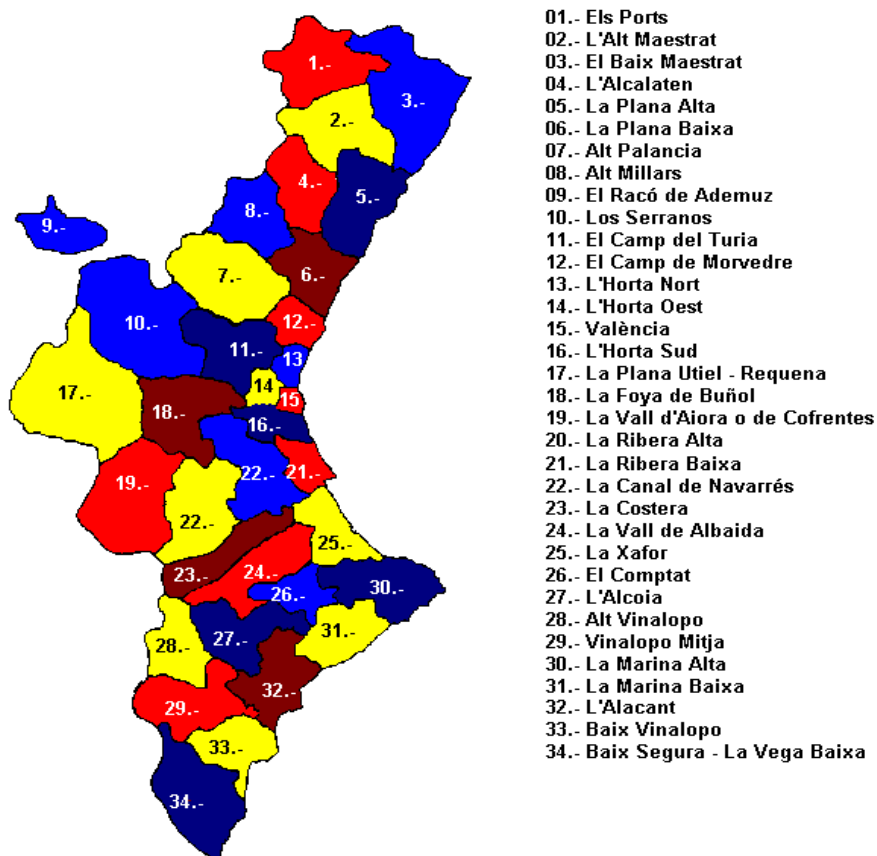 01.- Els Ports
02.- L'Alt Maestrat
03.- El Baix Maestrat
04.- L'Alcalaten
05.- La Plana Alta
06.- La Plana Baixa
07.- Alt Palancia
08.- Alt Millars
09.- El Racó de Ademuz
10.- Los Serranos
11.- El Camp del Turia
12.- El Camp de Morvedre
13.- L'Horta Nort
14.- L'Horta Oest
15.- València
16.- L'Horta Sud
17.- La Plana Utiel - Requena
18.- La Foya de Buñol
19.- La Vall d'Aiora o de Cofrentes
20.- La Ribera Alta
21.- La Ribera Baixa
22.- La Canal de Navarrés
23.- La Costera
24.- La Vall de Albaida
25.- La Xafor
26.- El Comptat
27.- L'Alcoia
28.- Alt Vinalopo
29.- Vinalopo Mitja
30.- La Marina Alta
31.- La Marina Baixa
32.- L'Alacant
33.- Baix Vinalopo
34.- Baix Segura - La Vega Baixa
1.-
3.-
2.-
4.-
5.-
8.-
9.-
7.-
6.-
10.-
12.-
11.-
13
14
17.-
15
18.-
16.-
19.-
22.-
21.-
22.-
25.-
23.-
24.-
30.-
26.-
31.-
27.-
28.-
32.-
29.-
33.-
34.-